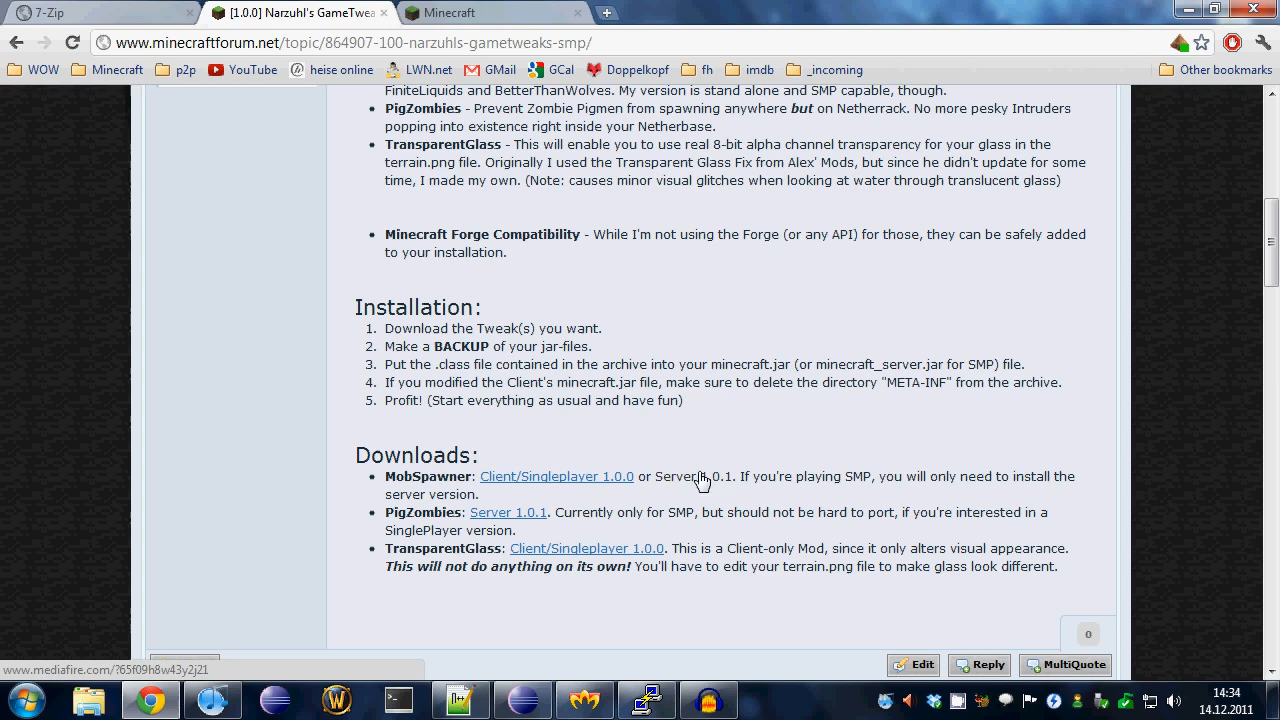 7-Zip
[1.0.0] Narzuhl's GameTwea
Minecraft
www.minecraftforum.net/topic/864907-100-narzuhls-gametweaks-smp/
WOW
Minecraft
p2p
YouTube
heise online
LWN.net
GMail
GCal
Doppelkopf
fh
imdb
_incoming
Other bookmarks
FiniteLiquids and BetterThanWolves. My version is stand alone and SMP capable, though.
PigZombies - Prevent Zombie Pigmen from spawning anywhere but on Netherrack. No more pesky Intruders
popping into existence right inside your Netherbase.
TransparentGlass - This will enable you to use real 8-bit alpha channel transparency for your glass in the
terrain.png file. Originally I used the Transparent Glass Fix from Alex' Mods, but since he didn't update for some
time, I made my own. (Note: causes minor visual glitches when looking at water through translucent glass)
Minecraft Forge Compatibility - While I'm not using the Forge (or any API) for those, they can be safely added
to your installation.
Installation:
1. Download the Tweak(s) you want.
2. Make a BACKUP of your jar-files.
3. Put the .class file contained in the archive into your minecraft.jar (or minecraft_server.jar for SMP) file.
4. If you modified the Client's minecraft.jar file, make sure to delete the directory "META-INF" from the archive.
5. Profit! (Start everything as usual and have fun)
Downloads:
MobSpawner: Client/Singleplayer 1.0.0 or Server 1.0.1. If you're playing SMP, you will only need to install the
server version.
PigZombies: Server 1.0.1. Currently only for SMP, but should not be hard to port, if you're interested in a
SinglePlayer version.
TransparentGlass: Client/Singleplayer 1.0.0. This is a Client-only Mod, since it only alters visual appearance.
This will not do anything on its own! You'll have to edit your terrain.png file to make glass look different.
0
Edit
Reply
MultiQuote
www.mediafire.com/?65f09h8w43y2j21
14:34
14.12.2011